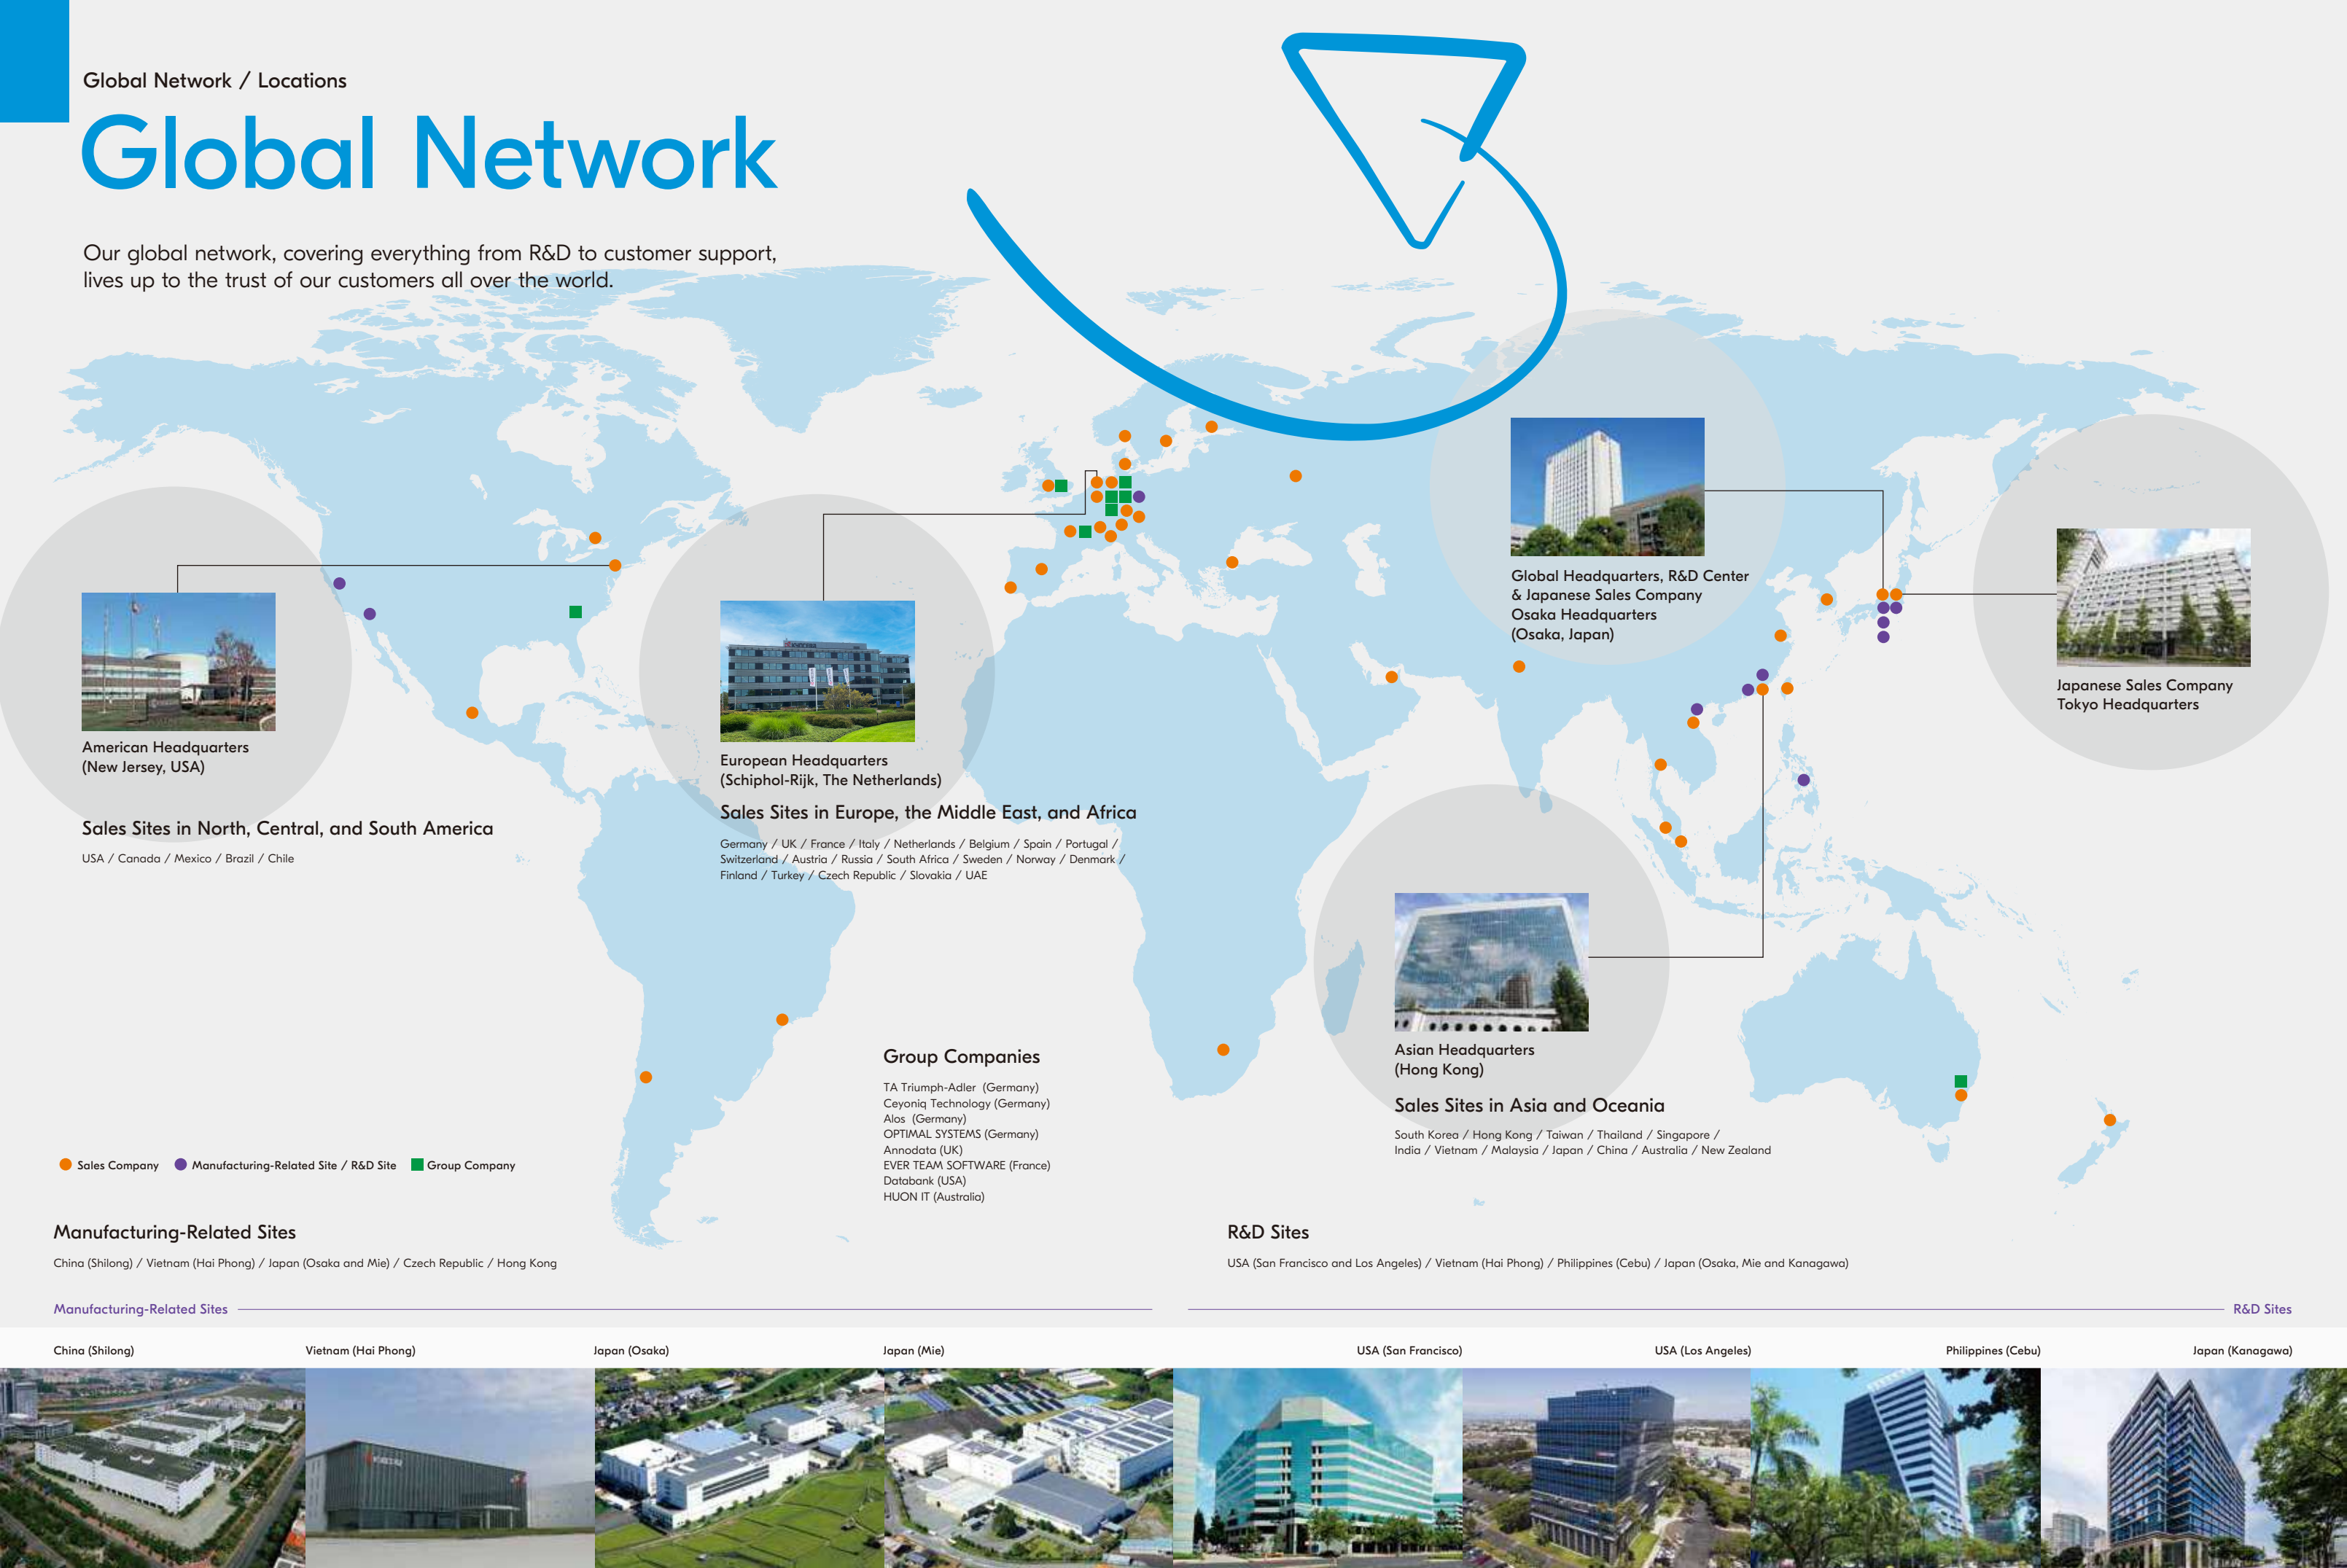 Global Network / Locations
Global Network
Our global network, covering everything from R&D to customer support,
lives up to the trust of our customers all over the world.
American Headquarters
(New Jersey, USA)
Sales Sites in North, Central, and South America
USA / Canada / Mexico / Brazil / Chile
European Headquarters
(Schiphol-Rijk, The Netherlands)
Sales Sites in Europe, the Middle East, and Africa
Germany / UK / France / Italy / Netherlands / Belgium / Spain / Portugal /
Switzerland / Austria / Russia / South Africa / Sweden / Norway / Denmark /
Finland / Turkey / Czech Republic / Slovakia / UAE
Global Headquarters, R&D Center
& Japanese Sales Company
Osaka Headquarters
(Osaka, Japan)
Japanese Sales Company
Tokyo Headquarters
Asian Headquarters
(Hong Kong)
Sales Sites in Asia and Oceania
South Korea / Hong Kong / Taiwan / Thailand / Singapore /
India / Vietnam / Malaysia / Japan / China / Australia / New Zealand
Group Companies
TA Triumph-Adler (Germany)
Ceyoniq Technology (Germany)
Alos (Germany)
OPTIMAL SYSTEMS (Germany)
Annodata (UK)
EVER TEAM SOFTWARE (France)
Databank (USA)
HUON IT (Australia)
Sales Company
Manufacturing-Related Site / R&D Site
Group Company
Manufacturing-Related Sites
China (Shilong) / Vietnam (Hai Phong) / Japan (Osaka and Mie) / Czech Republic / Hong Kong
R&D Sites
USA (San Francisco and Los Angeles) / Vietnam (Hai Phong) / Philippines (Cebu) / Japan (Osaka, Mie and Kanagawa)
Manufacturing-Related Sites
R&D Sites
China (Shilong)
Vietnam (Hai Phong)
Japan (Osaka)
Japan (Mie)
USA (San Francisco)
USA (Los Angeles)
Philippines (Cebu)
Japan (Kanagawa)